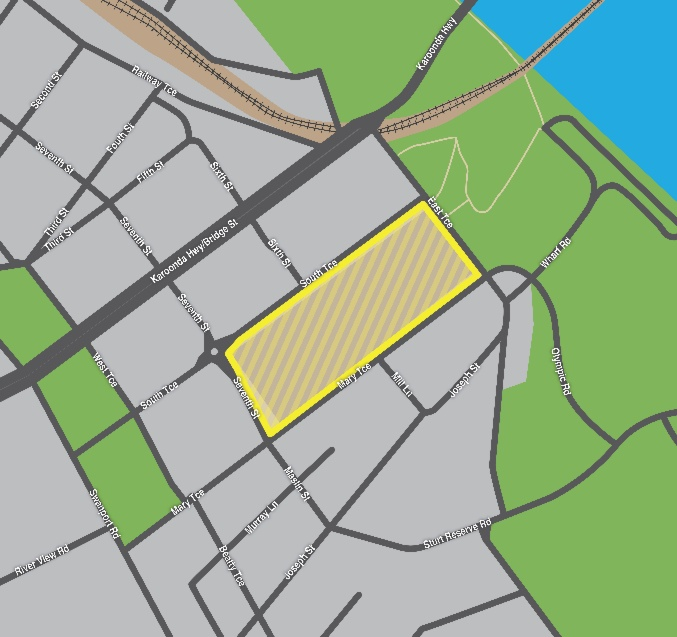 Karoonda Hwy
Railway Tce
Second St
Fouth St
Seventh St
Fifth St
Sixth St
Third St
Third St
East Tce
Seventh St
Karoonda Hwy/Bridge St
Sixth St
Wharf Rd
South Tce
Seventh St
West Tce
South Tce
Seventh St
Mary Tce
Mill Ln
Joseph St
Olympic Rd
Mary Tce
Maslin St
Swanport Rd
Murray Ln
Sturt Reserve Rd
River View Rd
Beatty Tce
Joseph St